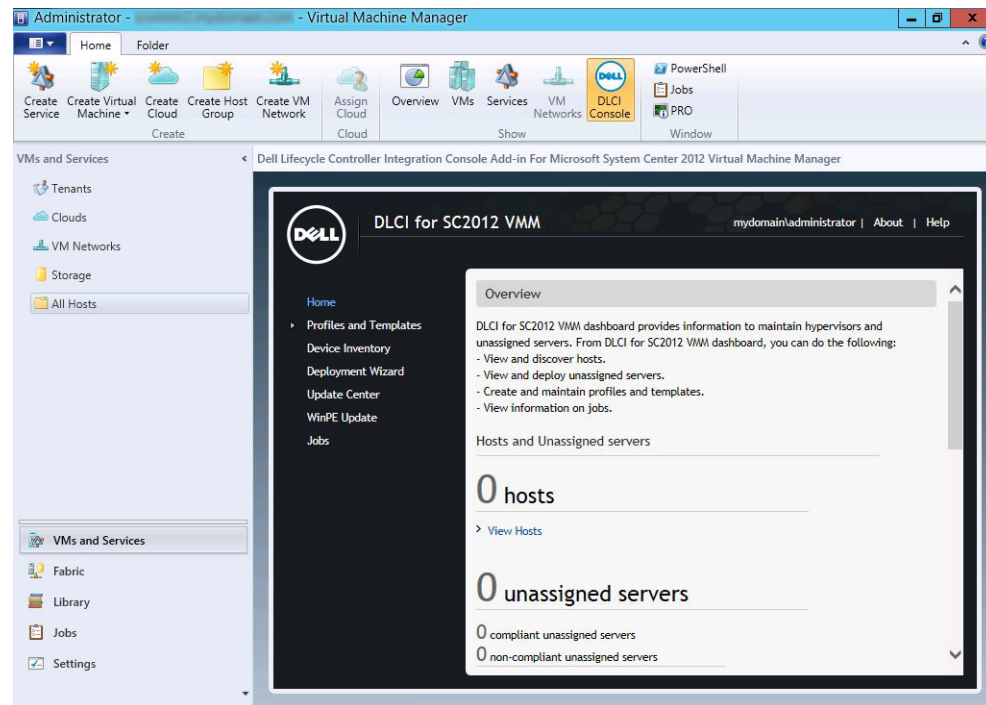 Administrator - - Virtual Machine Manager
Home Folder
Create Service
Create Virtual Machine
Create Cloud
Create Host Group
Create VM Network
Assign Cloud
Overview
VMs
Services
VM Networks
DLCI Console
PowerShell
Jobs
PRO
Create Cloud Show Window
VMs and Services
Dell Lifecycle Controller Integration Console Add-in For Microsoft System Center 2012 Virtual Machine Manager
Tenants
Clouds
VM Networks
Storage
All Hosts
VMs and Services
Fabric
Library
Jobs
Settings
DELL
DLCI for SC2012 VMM
mydomain\administrator | About | Help
Home
Profiles and Templates
Device Inventory
Deployment Wizard
Update Center
WinPE Update
Jobs
Overview
DLCI for SC2012 VMM dashboard provides information to maintain hypervisors and
unassigned servers. From DLCI for SC2012 VMM dashboard, you can do the following:
- View and discover hosts.
- View and deploy unassigned servers.
- Create and maintain profiles and templates.
- View information on jobs.
Hosts and Unassigned servers
0 hosts
View Hosts
0 unassigned servers
0 compliant unassigned servers
0 non-compliant unassigned servers